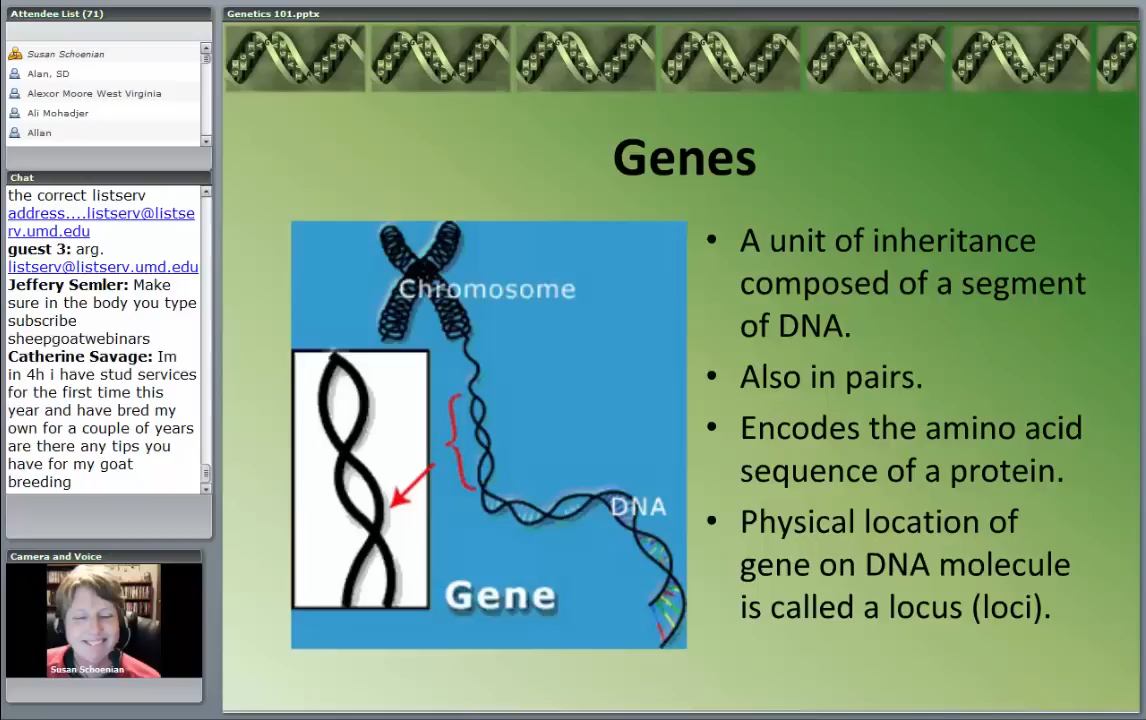 Attendee List (71)
Susan Schoenian
Alan, SD
Alexor Moore West Virginia
Ali Mohadjer
Allan
Chat
the correct listserv
address....listserv@listse
rv.umd.edu
guest 3: arg.
listserv@listserv.umd.edu
Jeffery Semler: Make
sure in the body you type
subscribe
sheepgoatwebinars
Catherine Savage: Im
in 4h i have stud services
for the first time this
year and have bred my
own for a couple of years
are there any tips you
have for my goat
breeding
Camera and Voice
Susan Schoenian
Genetics 101.pptx
Genes
Chromosome
DNA
Gene
• A unit of inheritance
composed of a segment
of DNA.
• Also in pairs.
• Encodes the amino acid
sequence of a protein.
• Physical location of
gene on DNA molecule
is called a locus (loci).